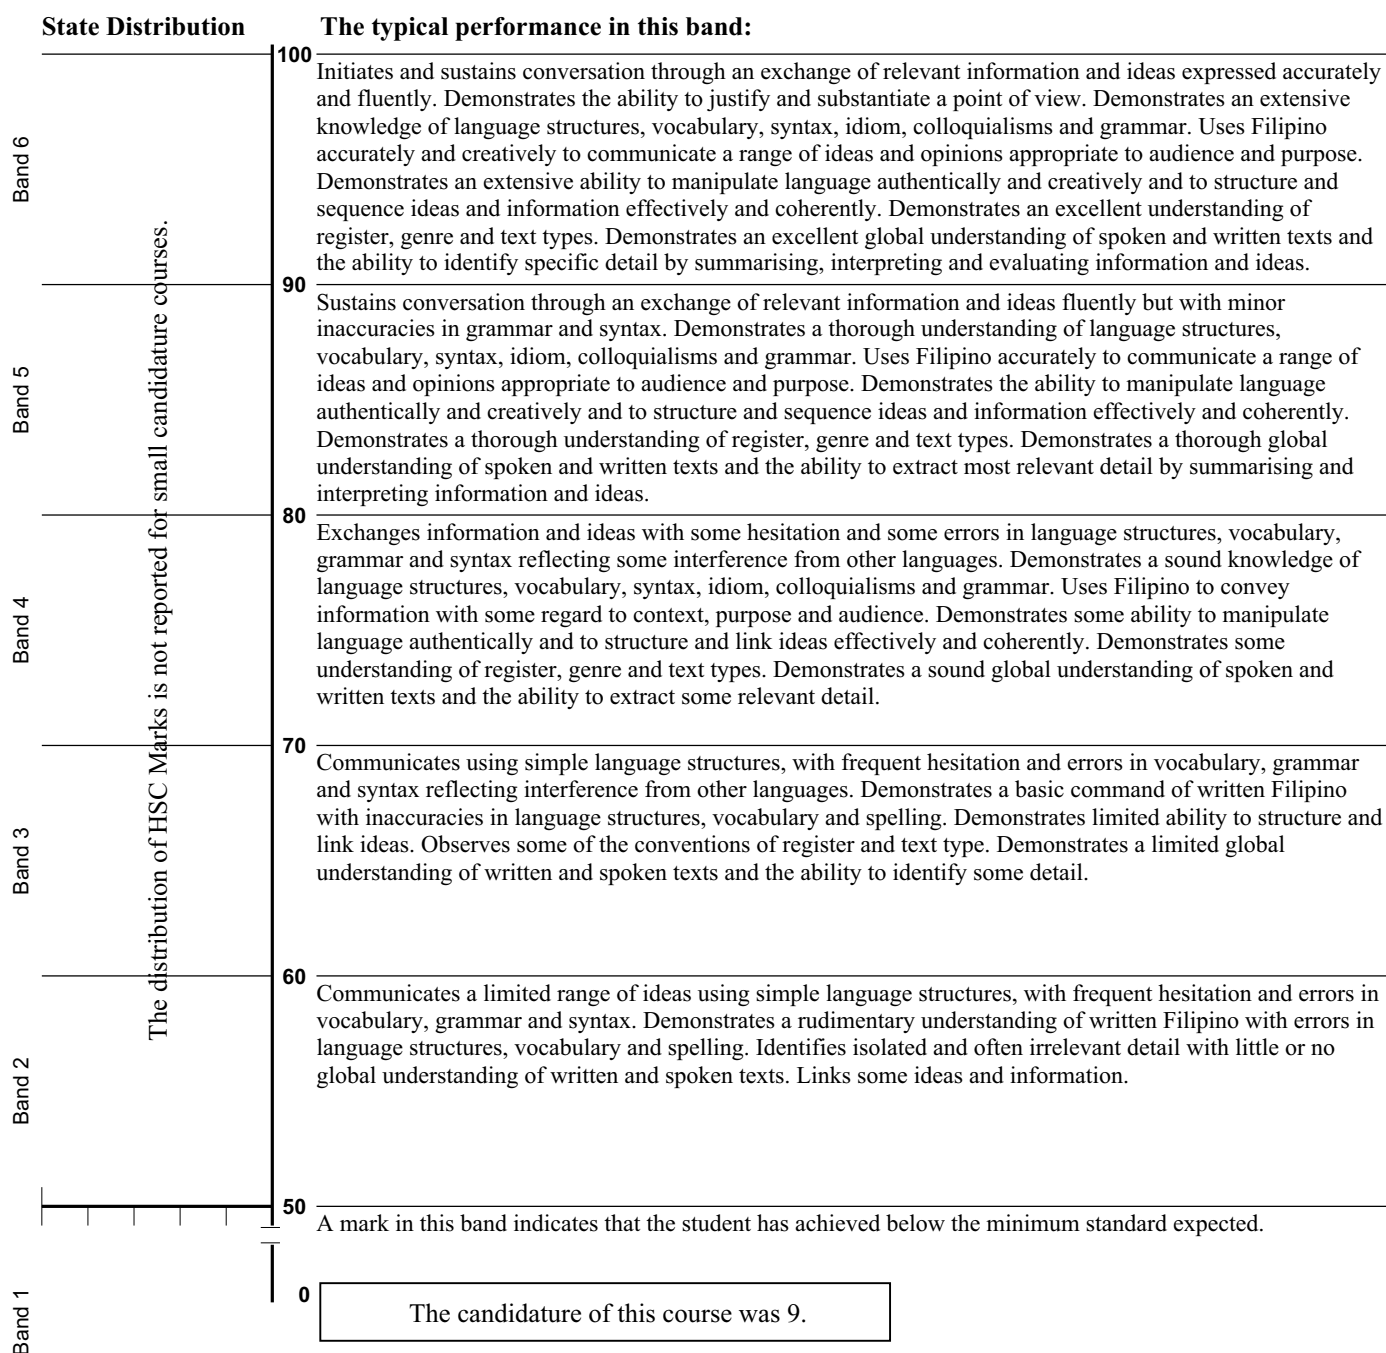 State Distribution
The typical performance in this band:
100
Initiates and sustains conversation through an exchange of relevant information and ideas expressed accurately
and fluently. Demonstrates the ability to justify and substantiate a point of view. Demonstrates an extensive
knowledge of language structures, vocabulary, syntax, idiom, colloquialisms and grammar. Uses Filipino
accurately and creatively to communicate a range of ideas and opinions appropriate to audience and purpose.
Demonstrates an extensive ability to manipulate language authentically and creatively and to structure and
sequence ideas and information effectively and coherently. Demonstrates an excellent understanding of
register, genre and text types. Demonstrates an excellent global understanding of spoken and written texts and
the ability to identify specific detail by summarising, interpreting and evaluating information and ideas.
Band 6
90
Sustains conversation through an exchange of relevant information and ideas fluently but with minor
inaccuracies in grammar and syntax. Demonstrates a thorough understanding of language structures,
vocabulary, syntax, idiom, colloquialisms and grammar. Uses Filipino accurately to communicate a range of
ideas and opinions appropriate to audience and purpose. Demonstrates the ability to manipulate language
authentically and creatively and to structure and sequence ideas and information effectively and coherently.
Demonstrates a thorough understanding of register, genre and text types. Demonstrates a thorough global
understanding of spoken and written texts and the ability to extract most relevant detail by summarising and
interpreting information and ideas.
Band 5
80
Exchanges information and ideas with some hesitation and some errors in language structures, vocabulary,
grammar and syntax reflecting some interference from other languages. Demonstrates a sound knowledge of
language structures, vocabulary, syntax, idiom, colloquialisms and grammar. Uses Filipino to convey
information with some regard to context, purpose and audience. Demonstrates some ability to manipulate
language authentically and to structure and link ideas effectively and coherently. Demonstrates some
understanding of register, genre and text types. Demonstrates a sound global understanding of spoken and
written texts and the ability to extract some relevant detail.
Band 4
The distribution of HSC Marks is not reported for small candidature courses.
70
Communicates using simple language structures, with frequent hesitation and errors in vocabulary, grammar
and syntax reflecting interference from other languages. Demonstrates a basic command of written Filipino
with inaccuracies in language structures, vocabulary and spelling. Demonstrates limited ability to structure and
link ideas. Observes some of the conventions of register and text type. Demonstrates a limited global
understanding of written and spoken texts and the ability to identify some detail.
Band 3
60
Communicates a limited range of ideas using simple language structures, with frequent hesitation and errors in
vocabulary, grammar and syntax. Demonstrates a rudimentary understanding of written Filipino with errors in
language structures, vocabulary and spelling. Identifies isolated and often irrelevant detail with little or no
global understanding of written and spoken texts. Links some ideas and information.
Band 2
50
A mark in this band indicates that the student has achieved below the minimum standard expected.
0
Band 1
The candidature of this course was 9.